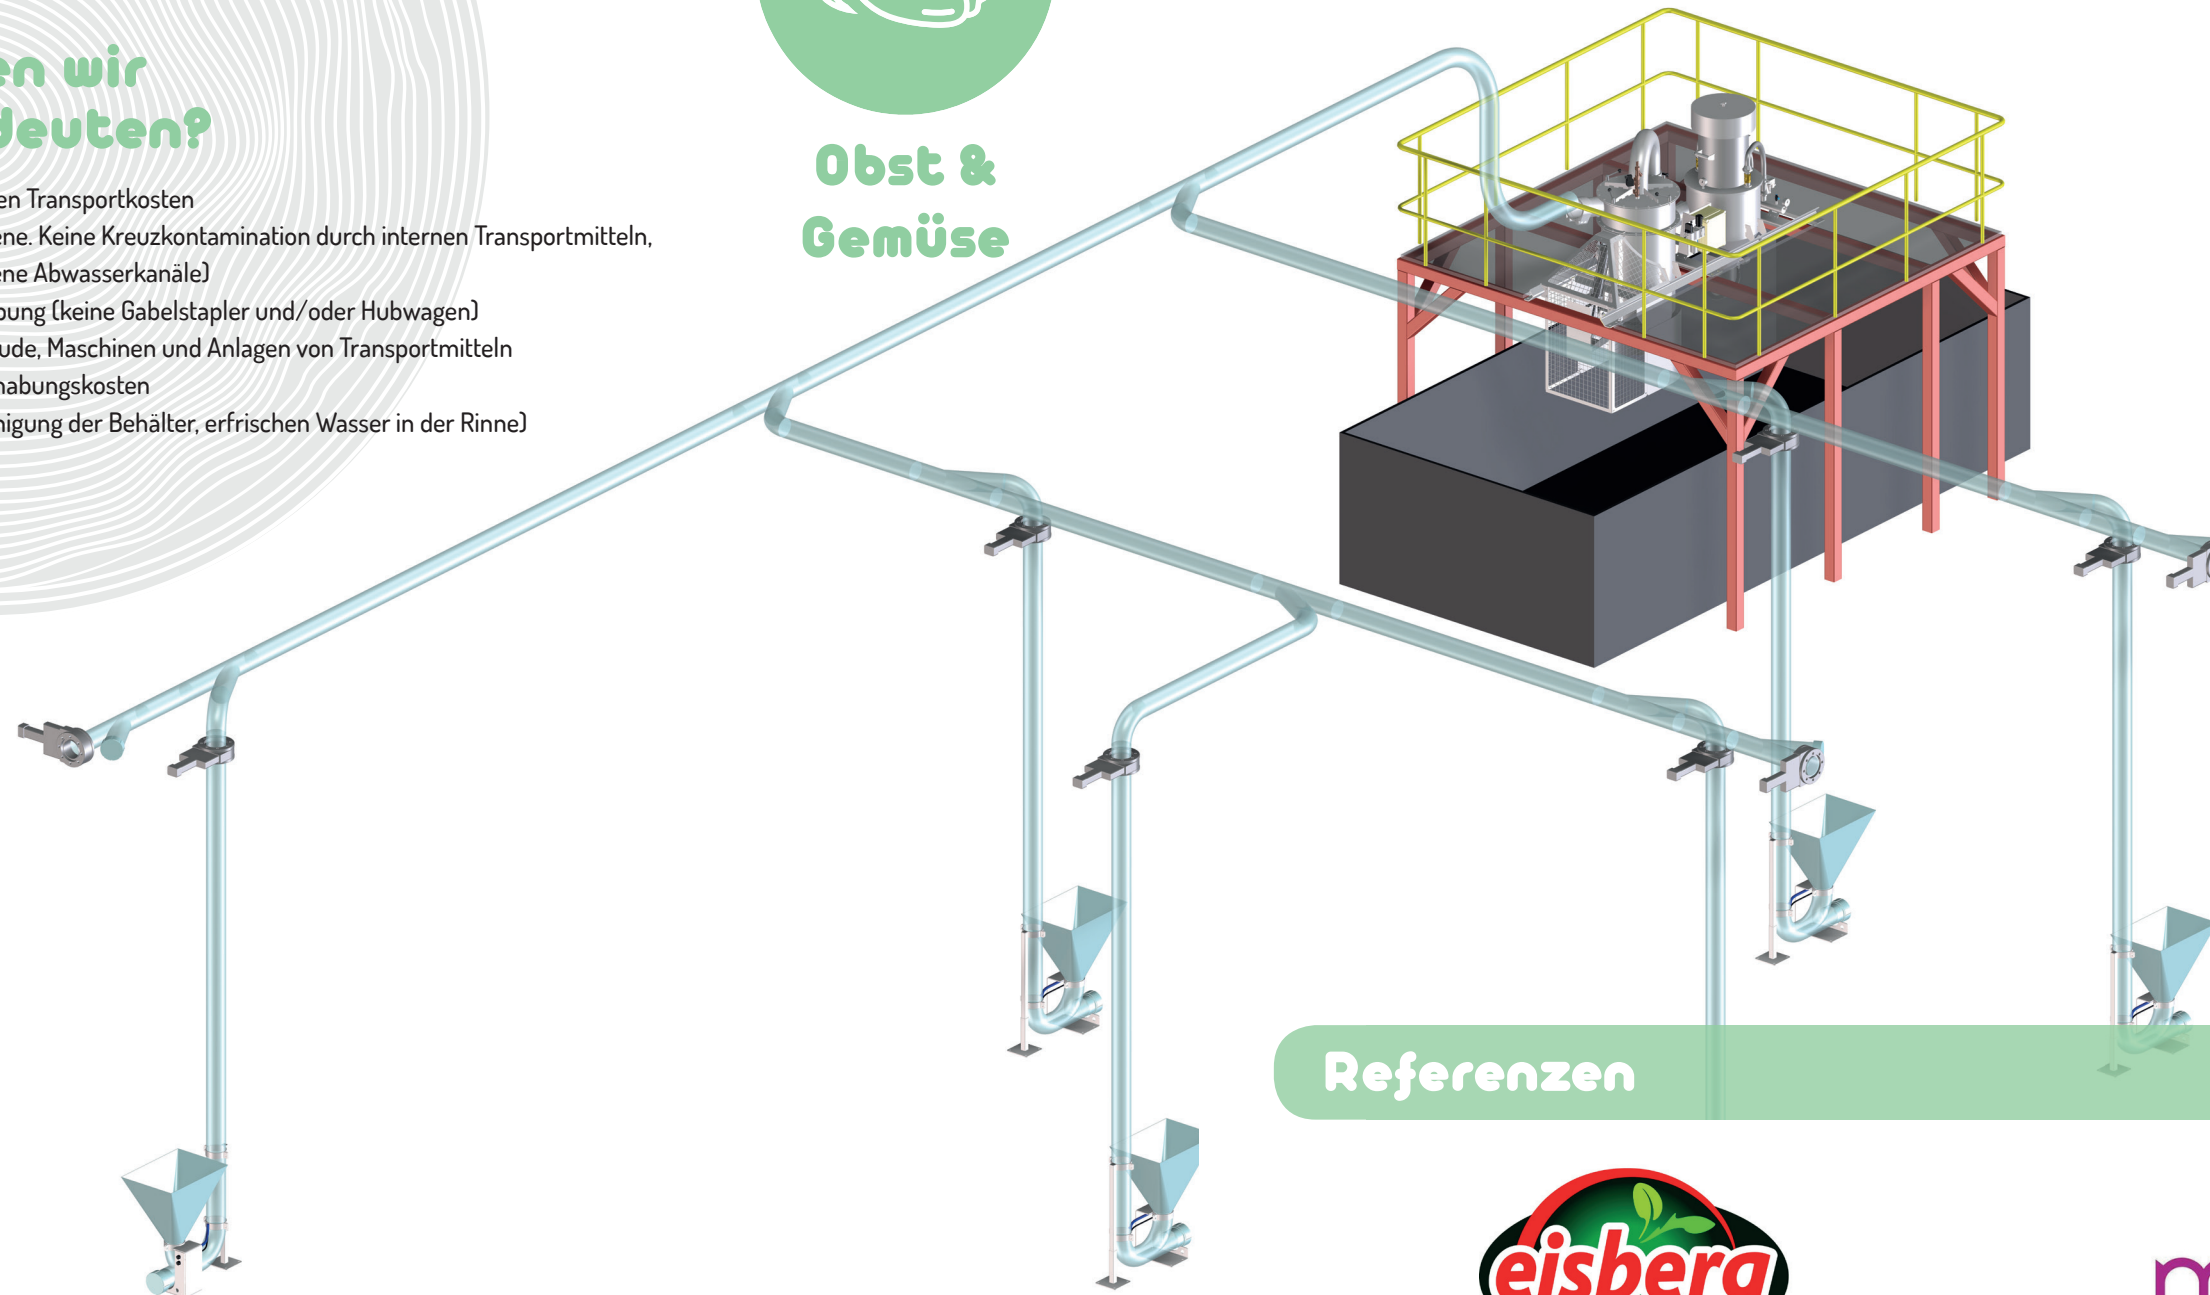 en wir
deuten?
en Transportkosten
ene. Keine Kreuzkontamination durch internen Transportmitteln,
ene Abwasserkanäle)
bung (keine Gabelstapler und/oder Hubwagen)
ude, Maschinen und Anlagen von Transportmitteln
habungskosten
nigung der Behälter, erfrischen Wasser in der Rinne)
Obst &
Gemüse
Referenzen
eisberg